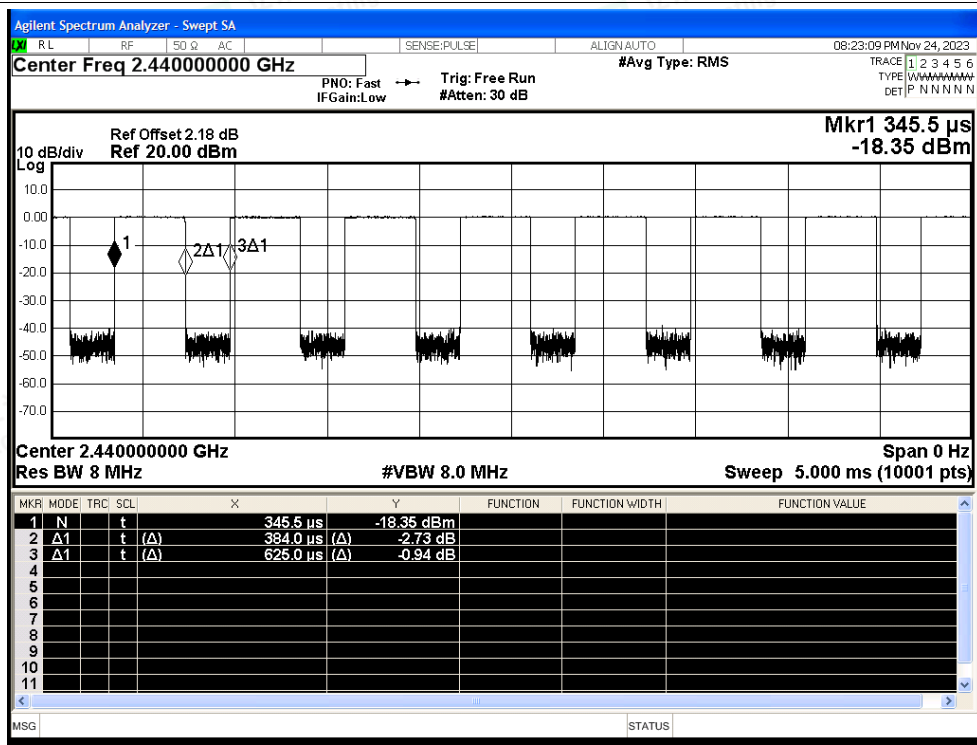 Agilent Spectrum Analyzer - Swept SA
LXI RL RF 50 Ω AC SENSE:PULSE ALIGN AUTO 08:23:09 PM Nov 24, 2023
Center Freq 2.440000000 GHz
PNO: Fast
IFGain:Low
Trig: Free Run
#Atten: 30 dB
#Avg Type: RMS
TRACE 1 2 3 4 5 6
TYPE WWWWWW
DET P N N N N N
Mkr1 345.5 µs
-18.35 dBm
Ref Offset 2.18 dB
10 dB/div Ref 20.00 dBm
Log
10.0
0.00
-10.0
-20.0
-30.0
-40.0
-50.0
-60.0
-70.0
1 2Δ1 3Δ1
Center 2.440000000 GHz Span 0 Hz
Res BW 8 MHz #VBW 8.0 MHz Sweep 5.000 ms (10001 pts)
MKR MODE TRC SCL X Y FUNCTION FUNCTION WIDTH FUNCTION VALUE
1 N t 345.5 µs -18.35 dBm
2 Δ1 t (Δ) 384.0 µs (Δ) -2.73 dB
3 Δ1 t (Δ) 625.0 µs (Δ) -0.94 dB
4
5
6
7
8
9
10
11
MSG STATUS